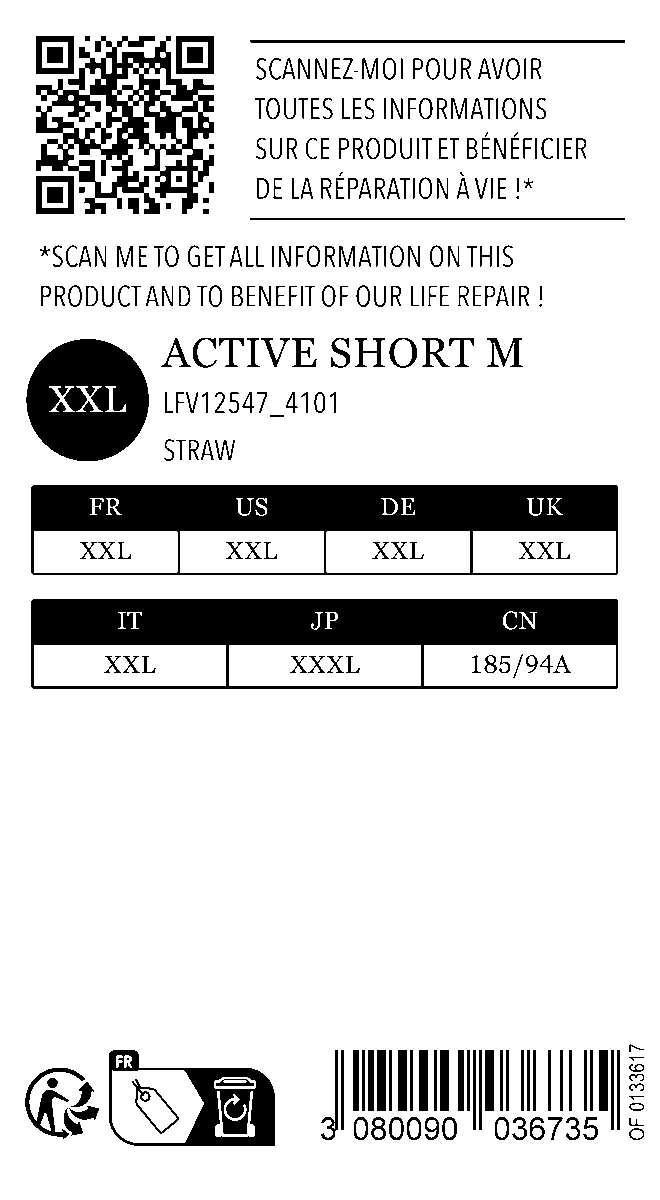 SCANNEZ-MOI POUR AVOIR
TOUTES LES INFORMATIONS
SUR CE PRODUIT ET BÉNÉFICIER
DE LA RÉPARATION À VIE !*
*SCAN ME TO GET ALL INFORMATION ON THIS
PRODUCT AND TO BENEFIT OF OUR LIFE REPAIR !
XXL
ACTIVE SHORT M
LFV12547_4101
STRAW
FR US DE UK
XXL XXL XXL XXL
IT JP CN
XXL XXXL 185/94A
FR
3 080090 036735
OF 0133617